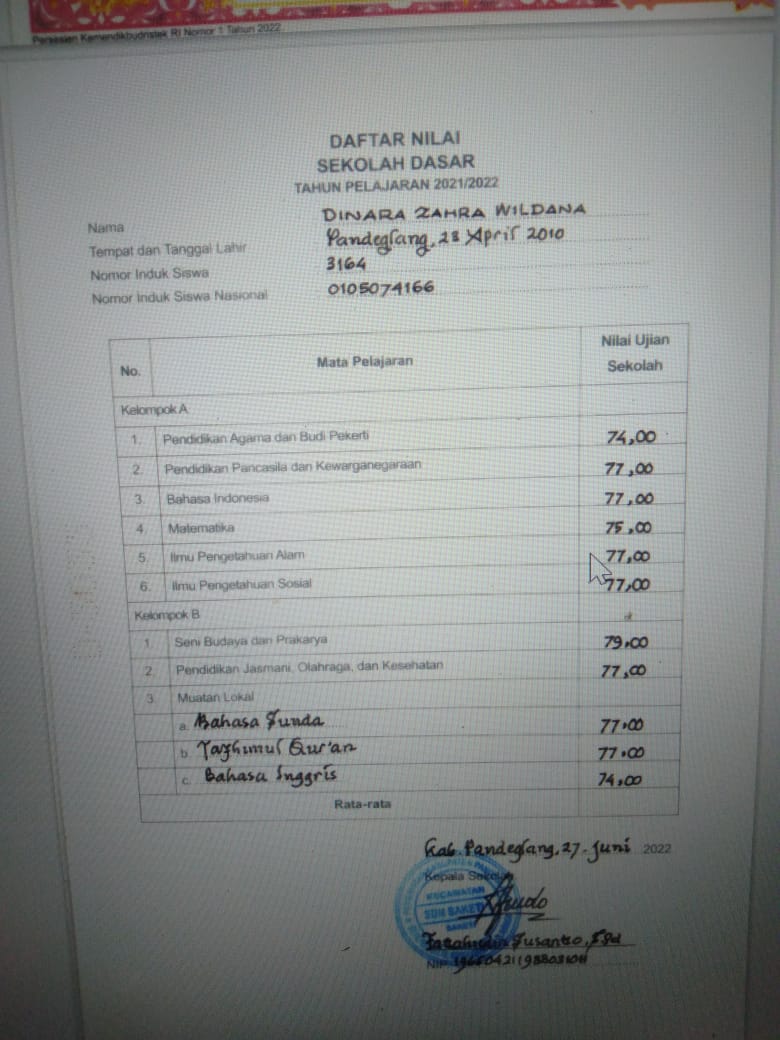 Persesjen Kemendikbudristek RI Nomor 1 Tahun 2022
DAFTAR NILAI
SEKOLAH DASAR
TAHUN PELAJARAN 2021/2022
Nama DINARA ZAHRA WILDANA
Tempat dan Tanggal Lahir Pandeglang, 28 April 2010
Nomor Induk Siswa 3164
Nomor Induk Siswa Nasional 0105074166
No. Mata Pelajaran Nilai Ujian Sekolah
Kelompok A
1. Pendidikan Agama dan Budi Pekerti 74,00
2. Pendidikan Pancasila dan Kewarganegaraan 77,00
3. Bahasa Indonesia 77,00
4. Matematika 75,00
5. Ilmu Pengetahuan Alam 77,00
6. Ilmu Pengetahuan Sosial 77,00
Kelompok B
1. Seni Budaya dan Prakarya 79,00
2. Pendidikan Jasmani, Olahraga, dan Kesehatan 77,00
3. Muatan Lokal
a. Bahasa Sunda 77,00
b. Tazhimul Qur'an 77,00
c. Bahasa Inggris 74,00
Rata-rata
Kab. Pandeglang, 27 Juni 2022
Kepala Sekolah
KECAMATAN
SDN
Susanto, S.Pd
NIP.